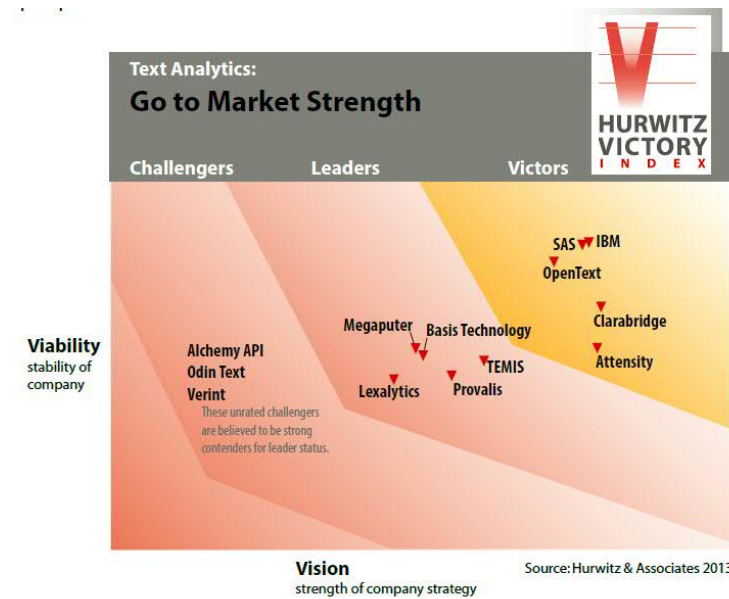 Text Analytics:
Go to Market Strength
HURWITZ
VICTORY
INDEX
Challengers
Leaders
Victors
SAS
IBM
OpenText
Clarabridge
Attensity
Megaputer
Basis Technology
TEMIS
Lexalytics
Provalis
Alchemy API
Odin Text
Verint
These unrated challengers
are believed to be strong
contenders for leader status.
Viability
stability of
company
Vision
strength of company strategy
Source: Hurwitz & Associates 2013